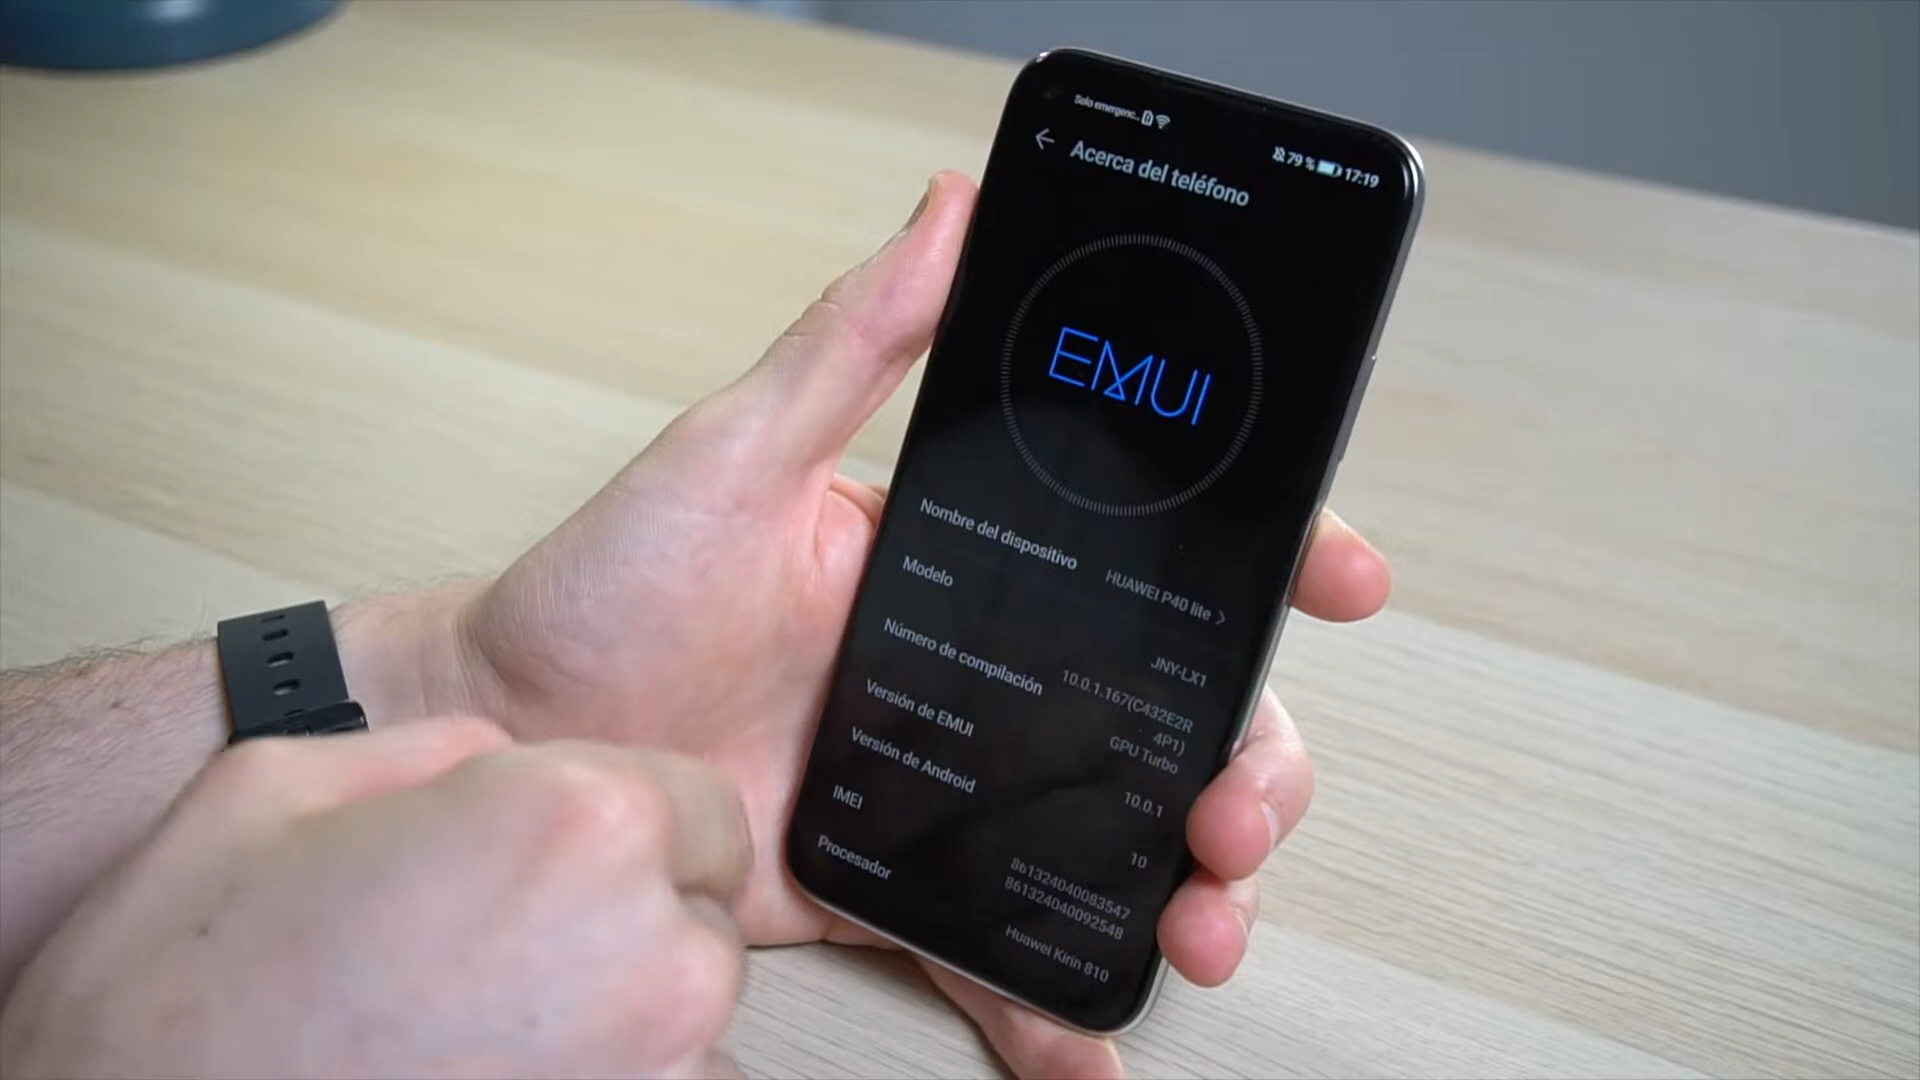 Solo emergenc...
79 % 17:19
Acerca del teléfono
EMUI
Nombre del dispositivo
HUAWEI P40 lite
Modelo
JNY-LX1
Número de compilación
10.0.1.167(C432E2R
4P1)
GPU Turbo
Versión de EMUI
10.0.1
Versión de Android
10
IMEI
861324040083547
861324040092548
Procesador
Huawei Kirin 810